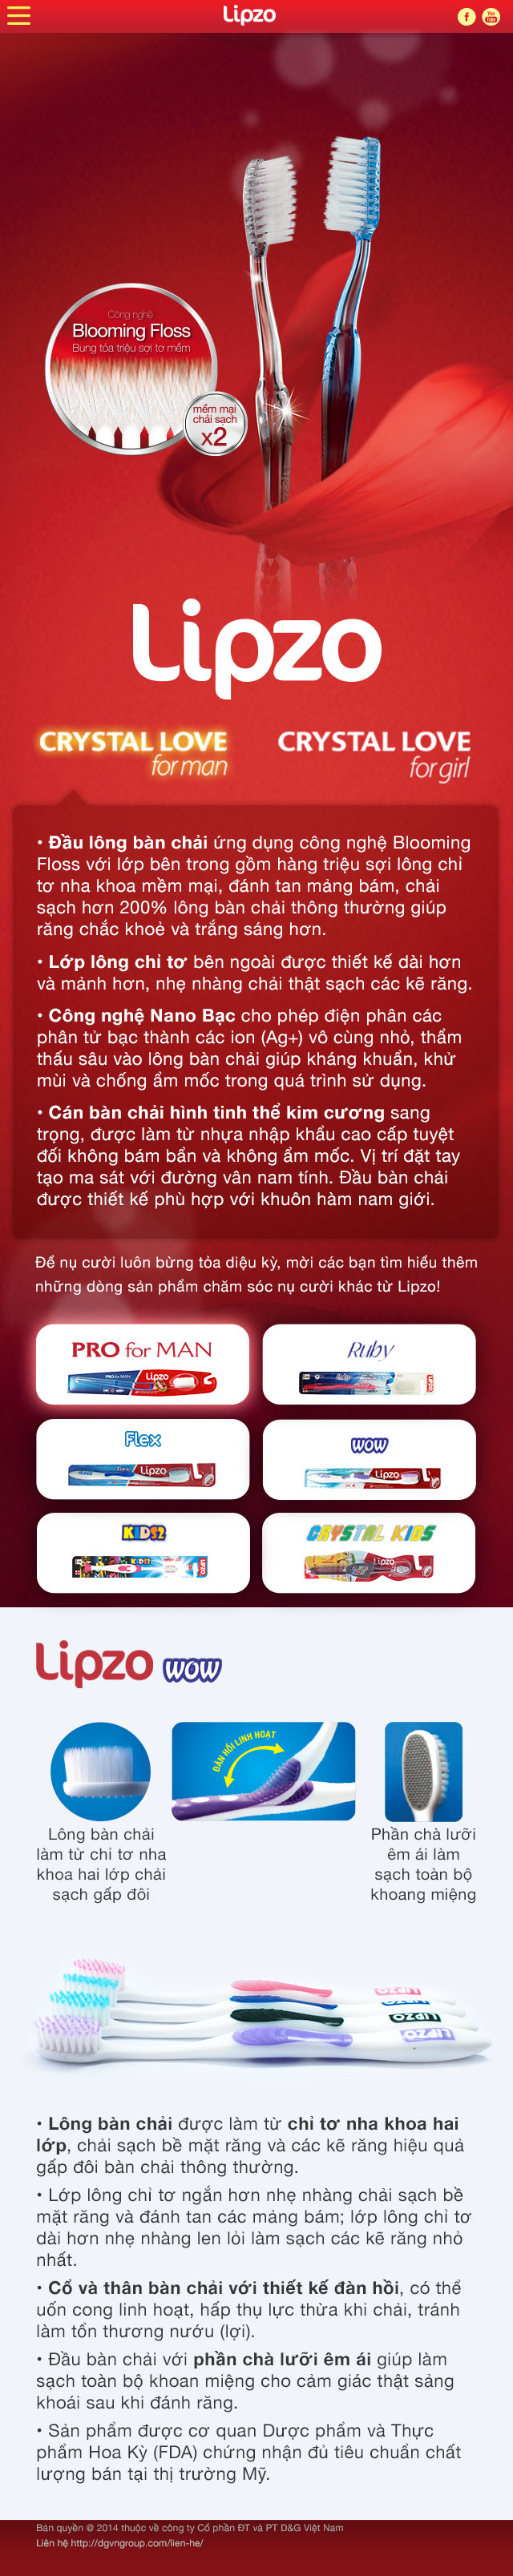 Lipzo
f
You Tube
Công nghệ
Blooming Floss
Bung tỏa triệu sợi tơ mềm
mềm mại
chải sạch
x2
Lipzo
CRYSTAL LOVE
for man
CRYSTAL LOVE
for girl
• Đầu lông bàn chải ứng dụng công nghệ Blooming
Floss với lớp bên trong gồm hàng triệu sợi lông chỉ
tơ nha khoa mềm mại, đánh tan mảng bám, chải
sạch hơn 200% lông bàn chải thông thường giúp
răng chắc khoẻ và trắng sáng hơn.
• Lớp lông chỉ tơ bên ngoài được thiết kế dài hơn
và mảnh hơn, nhẹ nhàng chải thật sạch các kẽ răng.
• Công nghệ Nano Bạc cho phép điện phân các
phân tử bạc thành các ion (Ag+) vô cùng nhỏ, thẩm
thấu sâu vào lông bàn chải giúp kháng khuẩn, khử
mùi và chống ẩm mốc trong quá trình sử dụng.
• Cán bàn chải hình tinh thể kim cương sang
trọng, được làm từ nhựa nhập khẩu cao cấp tuyệt
đối không bám bẩn và không ẩm mốc. Vị trí đặt tay
tạo ma sát với đường vân nam tính. Đầu bàn chải
được thiết kế phù hợp với khuôn hàm nam giới.
Để nụ cười luôn bừng tỏa diệu kỳ, mời các bạn tìm hiểu thêm
những dòng sản phẩm chăm sóc nụ cười khác từ Lipzo!
PRO for MAN
PRO for MAN
Lipzo
Ruby
Ruby
LIPZO
Flex
Flex
Lipzo
WOW
Lipzo
KIDS2
KIDS2
LIPZO
CRYSTAL KIDS
Lipzo
Lipzo WOW
ĐÀN HỒI LINH HOẠT
Lông bàn chải
làm từ chỉ tơ nha
khoa hai lớp chải
sạch gấp đôi
Phần chà lưỡi
êm ái làm
sạch toàn bộ
khoang miệng
LIPZO
LIPZO
LIPZO
LIPZO
• Lông bàn chải được làm từ chỉ tơ nha khoa hai
lớp, chải sạch bề mặt răng và các kẽ răng hiệu quả
gấp đôi bàn chải thông thường.
• Lớp lông chỉ tơ ngắn hơn nhẹ nhàng chải sạch bề
mặt răng và đánh tan các mảng bám; lớp lông chỉ tơ
dài hơn nhẹ nhàng len lỏi làm sạch các kẽ răng nhỏ
nhất.
• Cổ và thân bàn chải với thiết kế đàn hồi, có thể
uốn cong linh hoạt, hấp thụ lực thừa khi chải, tránh
làm tổn thương nướu (lợi).
• Đầu bàn chải với phần chà lưỡi êm ái giúp làm
sạch toàn bộ khoan miệng cho cảm giác thật sảng
khoái sau khi đánh răng.
• Sản phẩm được cơ quan Dược phẩm và Thực
phẩm Hoa Kỳ (FDA) chứng nhận đủ tiêu chuẩn chất
lượng bán tại thị trường Mỹ.
Bản quyền @ 2014 thuộc về công ty Cổ phần ĐT và PT D&G Việt Nam
Liên hệ http://dgvngroup.com/lien-he/